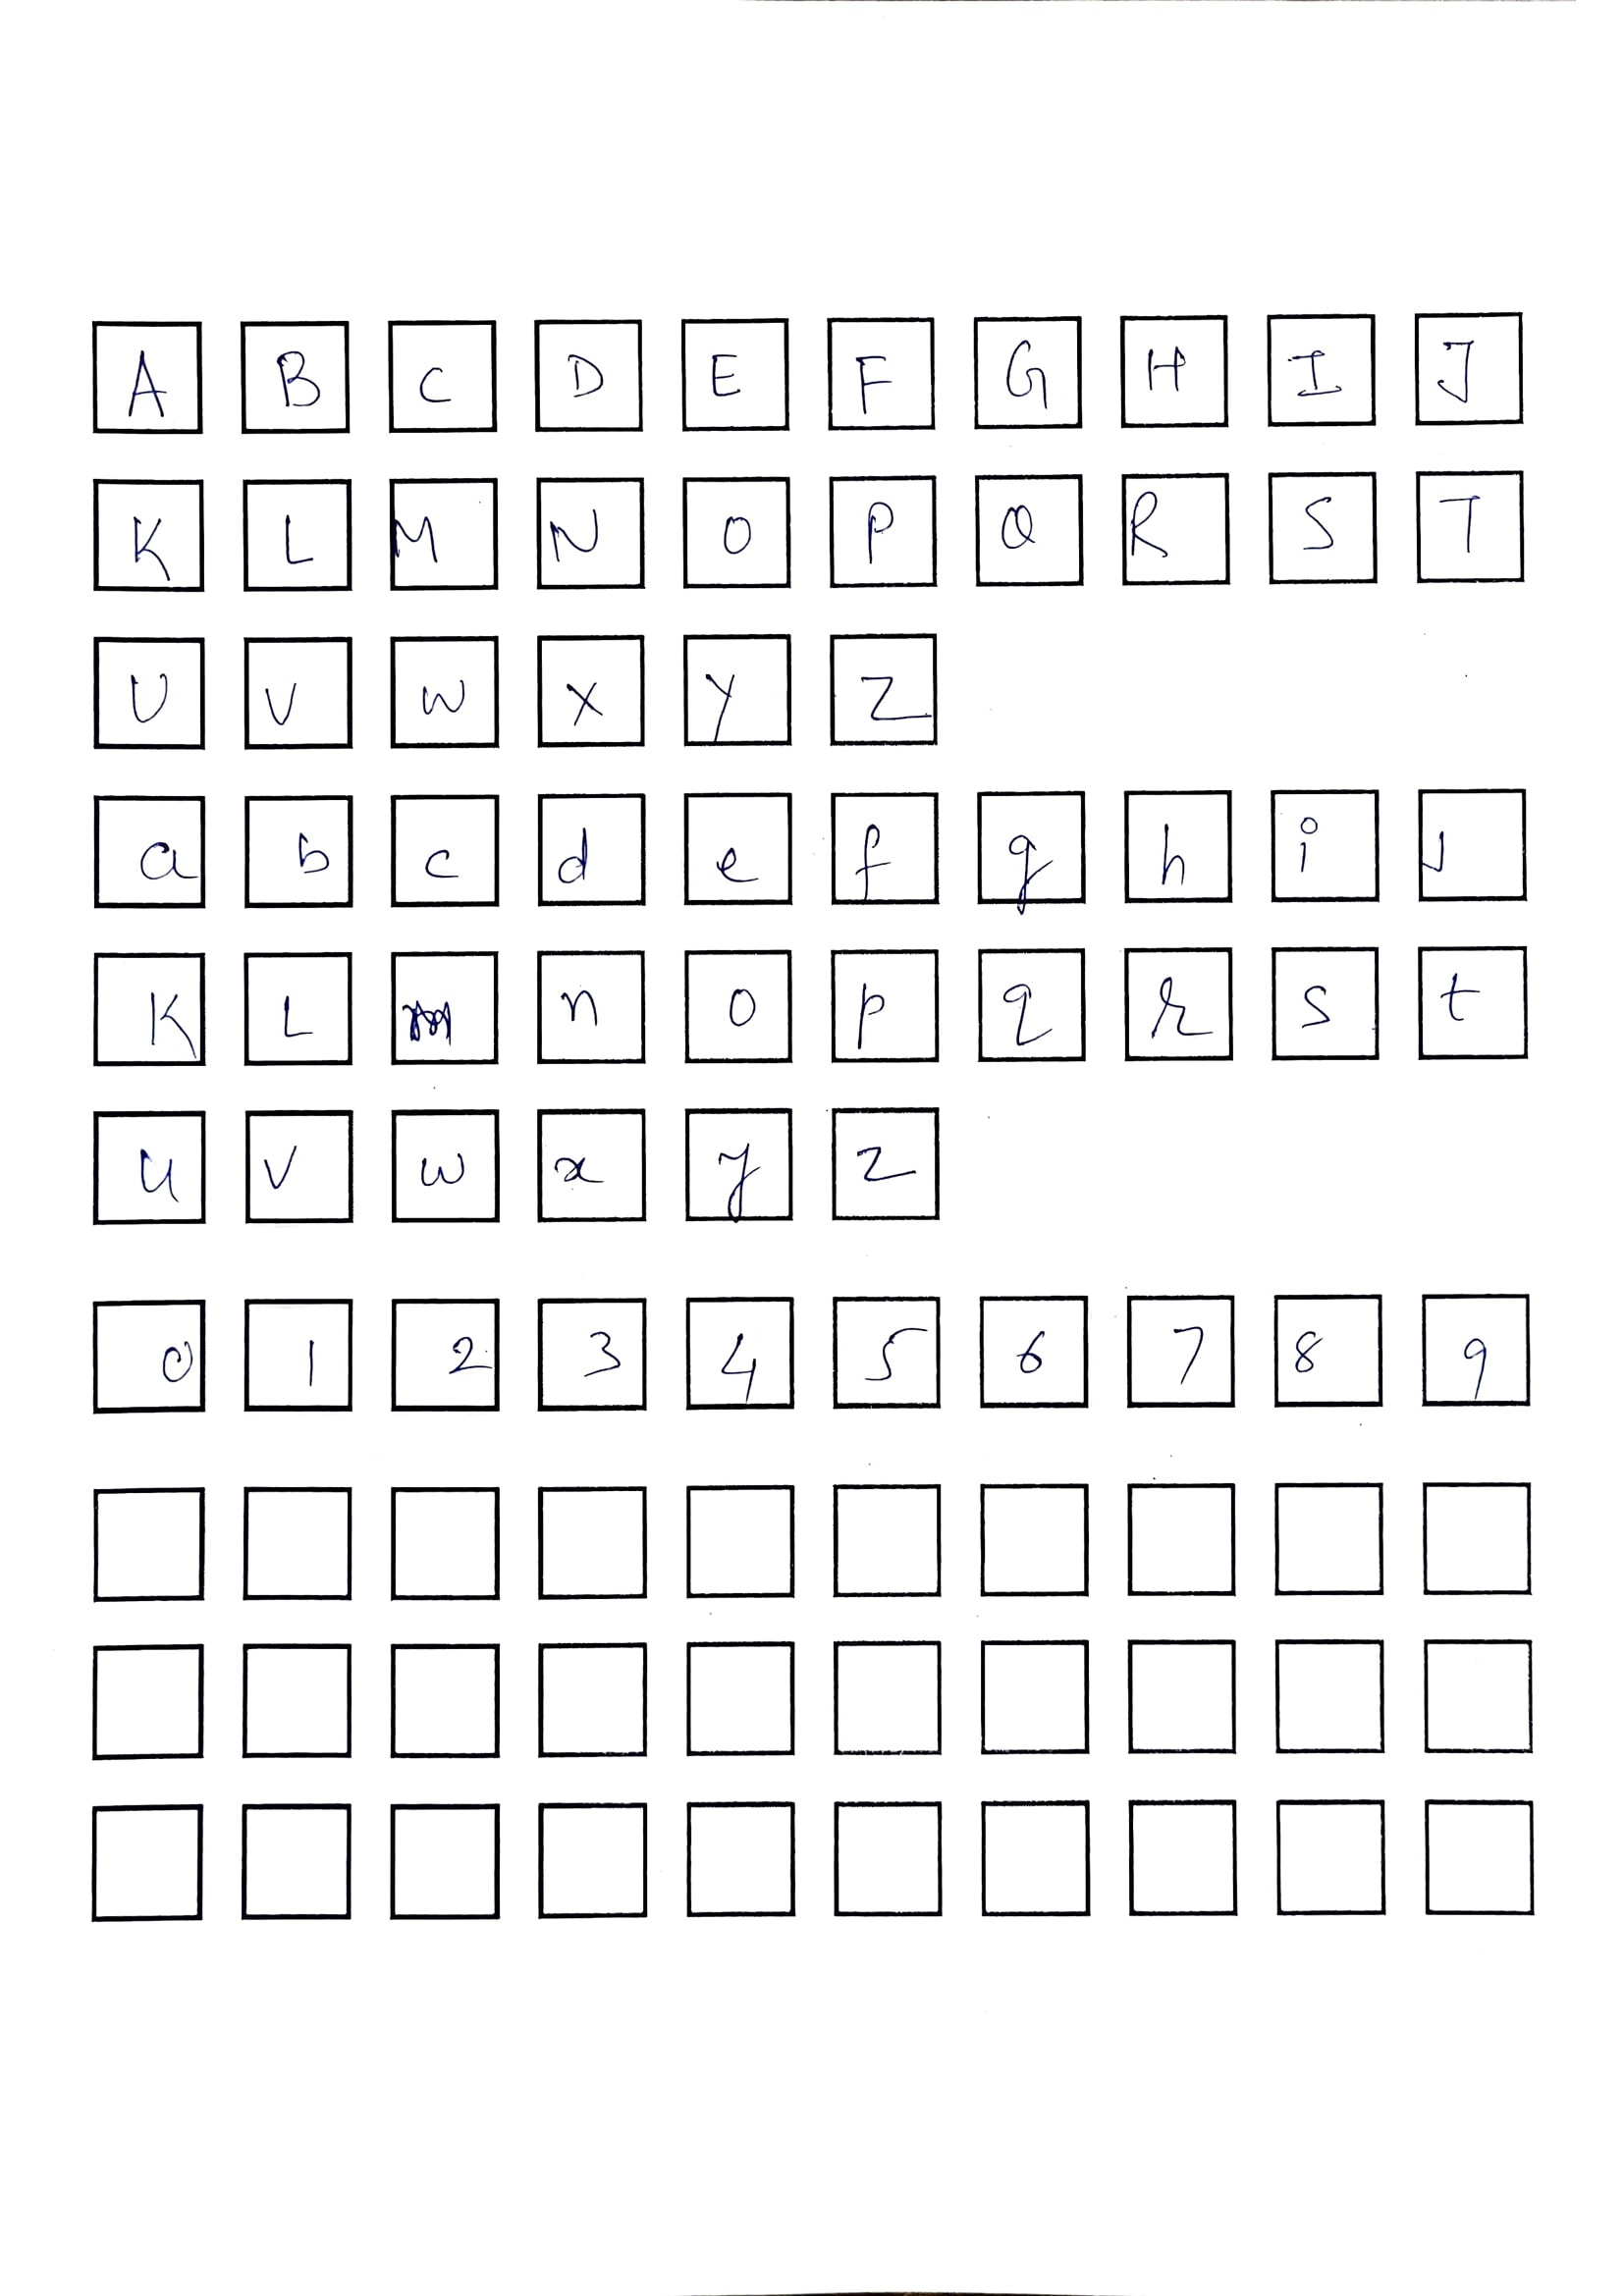 A B C D E F G H I J
K L M N O P Q R S T
U V W X Y Z
a b c d e f g h i J
K L m n o p q r s t
u v w x y z
0 1 2 3 4 5 6 7 8 9